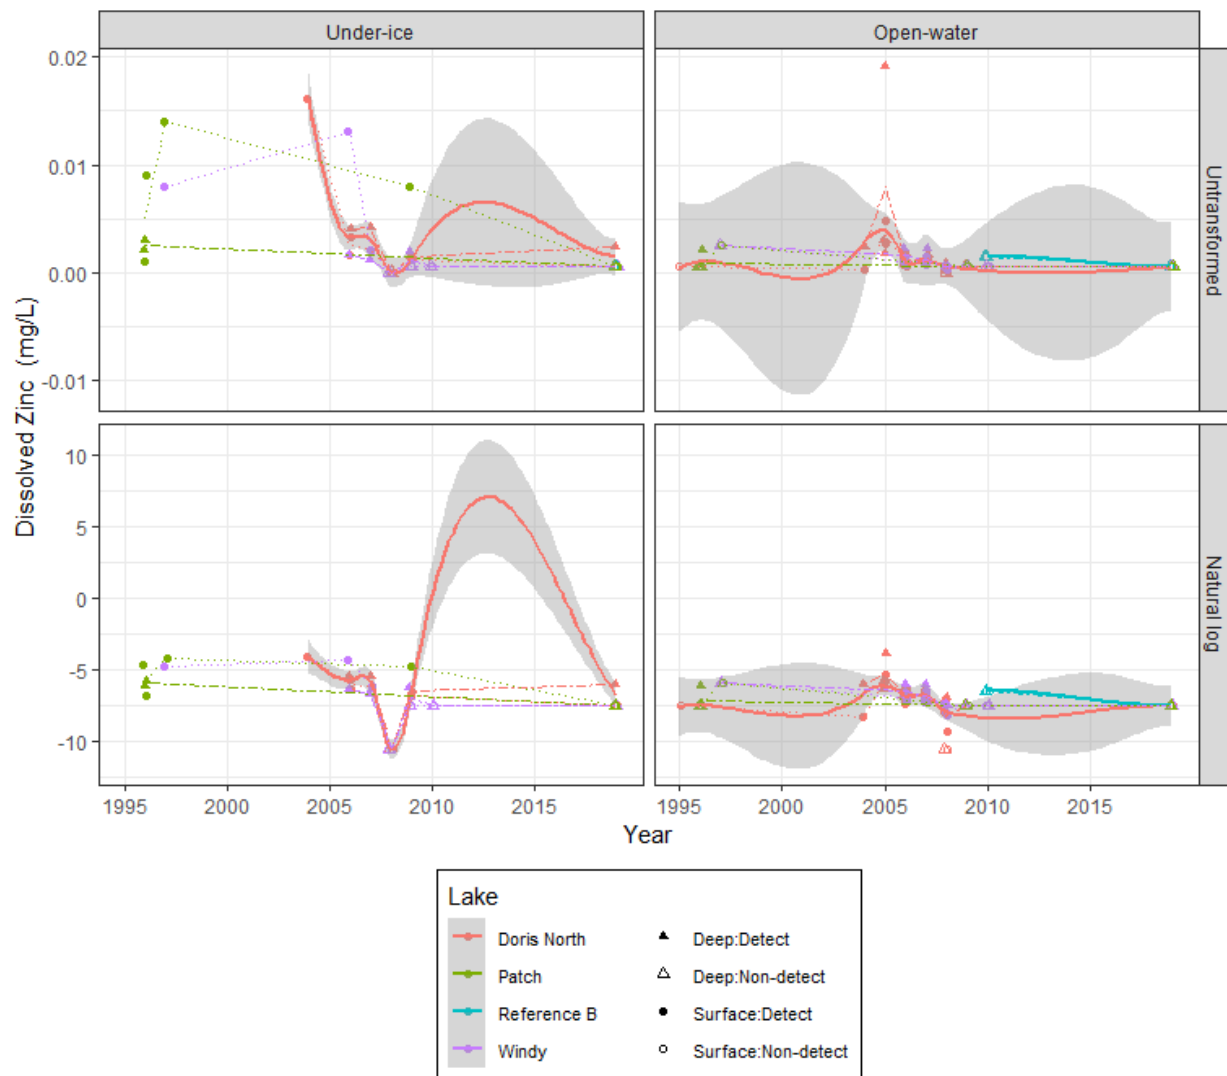 Under-ice
Open-water
0.02
0.01
0.00
-0.01
Untransformed
Dissolved Zinc (mg/L)
10
5
0
-5
-10
Natural log
1995 2000 2005 2010 2015
1995 2000 2005 2010 2015
Year
Lake
Doris North
Patch
Reference B
Windy
Deep:Detect
Deep:Non-detect
Surface:Detect
Surface:Non-detect